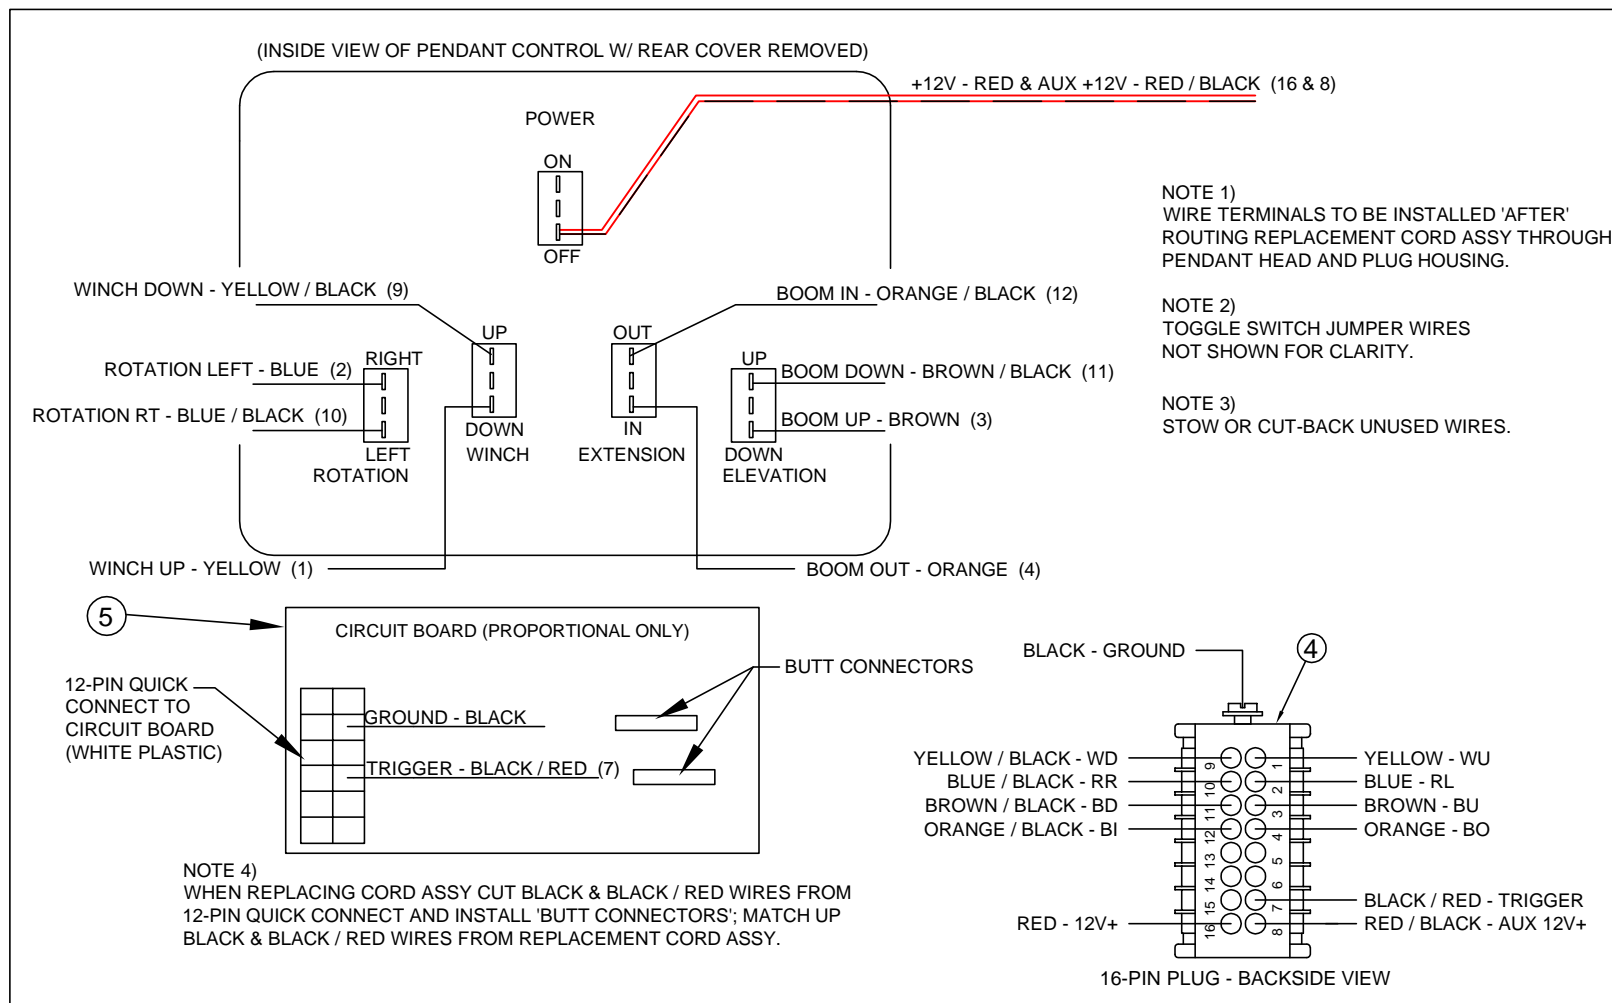 (INSIDE VIEW OF PENDANT CONTROL W/ REAR COVER REMOVED)
+12V - RED & AUX +12V - RED / BLACK (16 & 8)
POWER
ON
OFF
NOTE 1)
WIRE TERMINALS TO BE INSTALLED 'AFTER'
ROUTING REPLACEMENT CORD ASSY THROUGH
PENDANT HEAD AND PLUG HOUSING.
NOTE 2)
TOGGLE SWITCH JUMPER WIRES
NOT SHOWN FOR CLARITY.
NOTE 3)
STOW OR CUT-BACK UNUSED WIRES.
WINCH DOWN - YELLOW / BLACK (9)
BOOM IN - ORANGE / BLACK (12)
UP
OUT
RIGHT
UP
ROTATION LEFT - BLUE (2)
BOOM DOWN - BROWN / BLACK (11)
ROTATION RT - BLUE / BLACK (10)
BOOM UP - BROWN (3)
DOWN
IN
LEFT
DOWN
WINCH
EXTENSION
ROTATION
ELEVATION
WINCH UP - YELLOW (1)
BOOM OUT - ORANGE (4)
5
CIRCUIT BOARD (PROPORTIONAL ONLY)
12-PIN QUICK
CONNECT TO
CIRCUIT BOARD
(WHITE PLASTIC)
GROUND - BLACK
TRIGGER - BLACK / RED (7)
BUTT CONNECTORS
NOTE 4)
WHEN REPLACING CORD ASSY CUT BLACK & BLACK / RED WIRES FROM
12-PIN QUICK CONNECT AND INSTALL 'BUTT CONNECTORS'; MATCH UP
BLACK & BLACK / RED WIRES FROM REPLACEMENT CORD ASSY.
BLACK - GROUND
4
YELLOW / BLACK - WD
9
1
YELLOW - WU
BLUE / BLACK - RR
10
2
BLUE - RL
BROWN / BLACK - BD
11
3
BROWN - BU
ORANGE / BLACK - BI
12
4
ORANGE - BO
13
5
14
6
15
7
BLACK / RED - TRIGGER
RED - 12V+
16
8
RED / BLACK - AUX 12V+
16-PIN PLUG - BACKSIDE VIEW